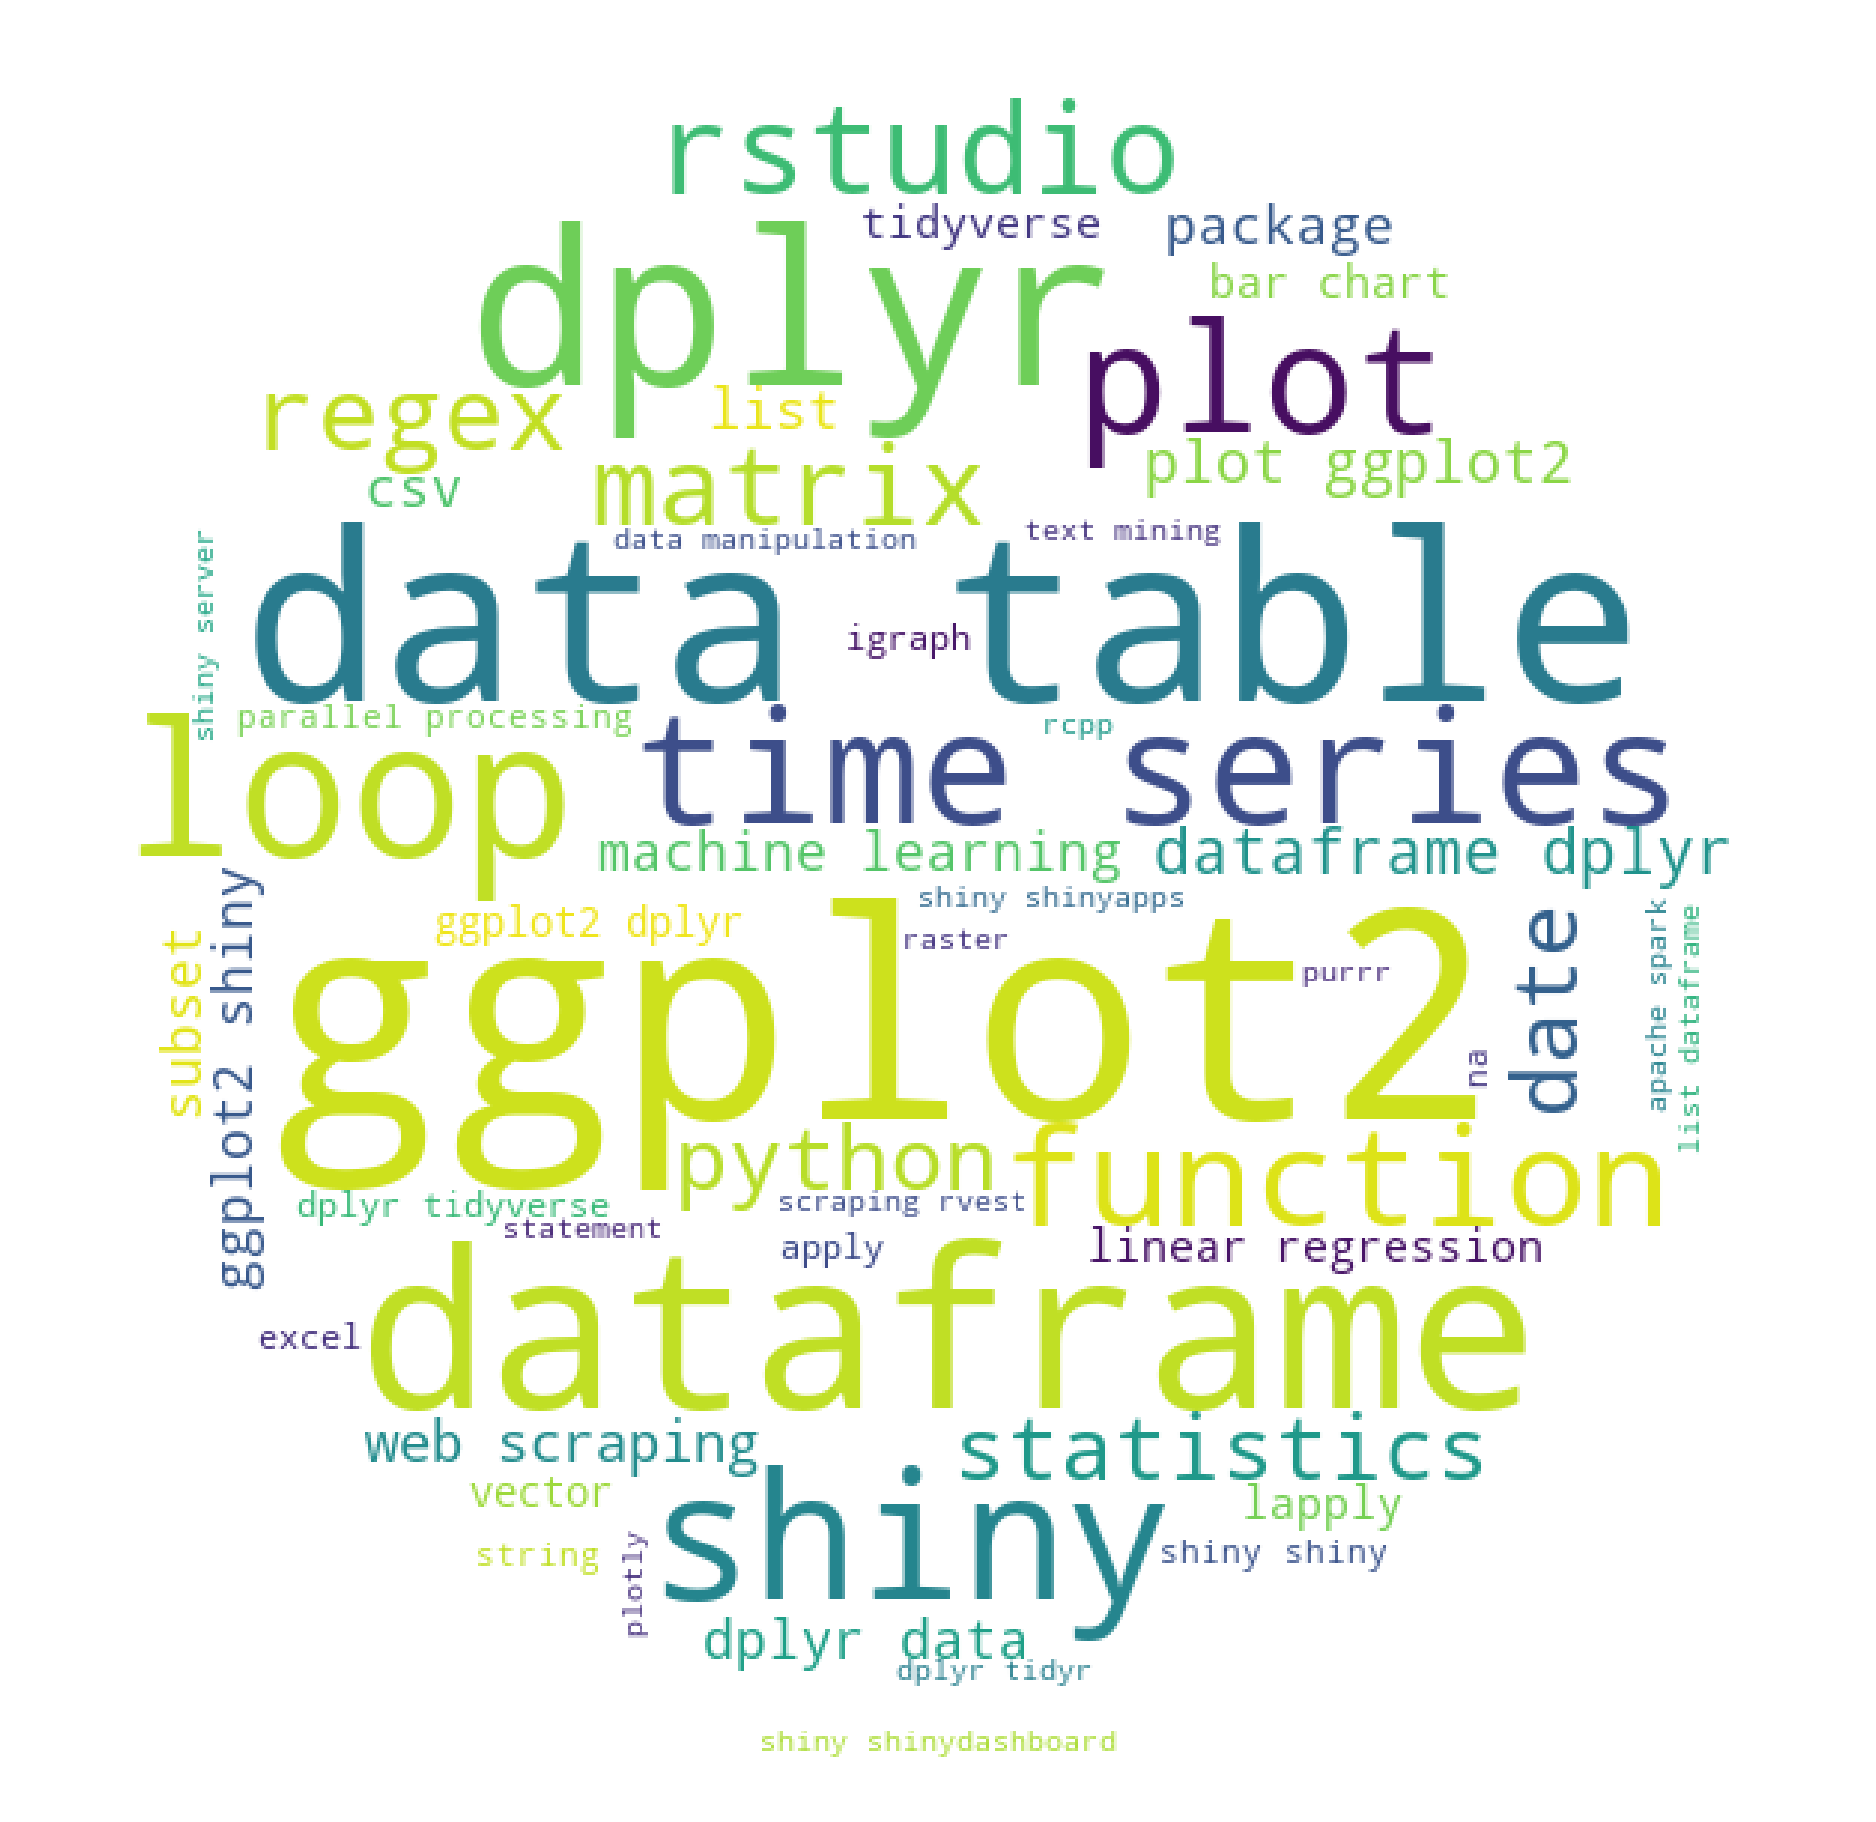 rstudio
tidyverse
package
dplyr
bar chart
plot
regex
list
csv
matrix
plot ggplot2
text mining
data manipulation
data table
igraph
shiny server
parallel processing
rcpp
loop
time series
machine learning
dataframe dplyr
shiny shinyapps
ggplot2 dplyr
raster
subset
ggplot2 shiny
ggplot2
purrr
na
date
apache spark
list dataframe
python
function
dplyr tidyverse
scraping rvest
statement
apply
linear regression
dataframe
excel
web scraping
statistics
vector
shiny
lapply
string
plotly
shiny shiny
dplyr data
dplyr tidyr
shiny shinydashboard